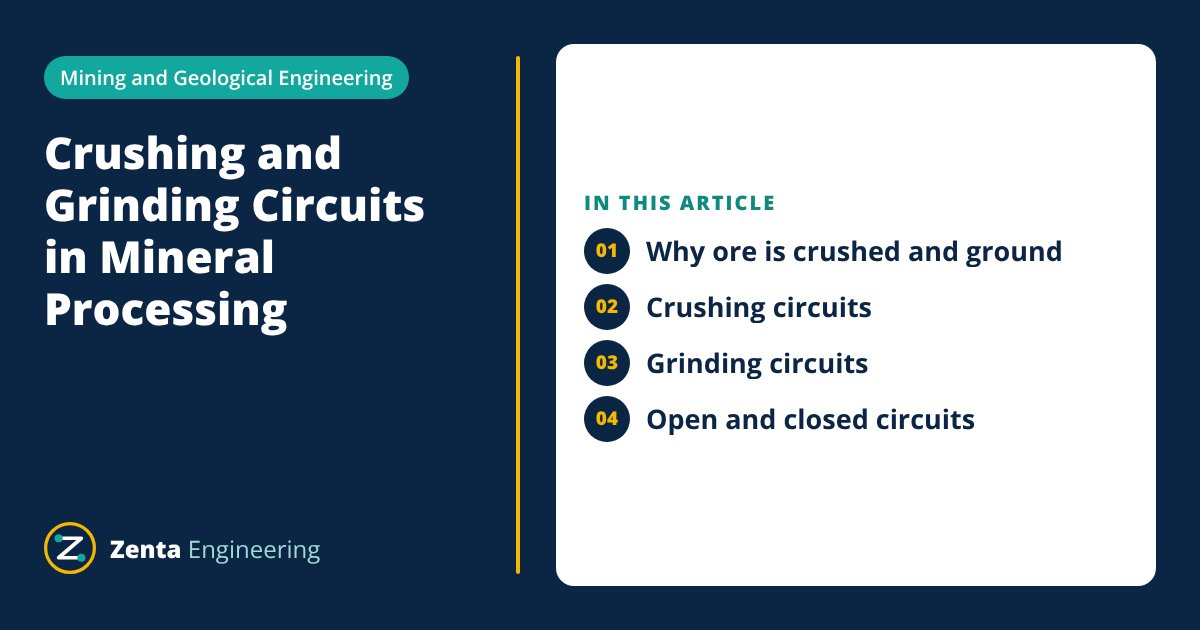 Mining and Geological Engineering
Crushing and
Grinding Circuits
in Mineral
Processing
Zenta Engineering
IN THIS ARTICLE
01 Why ore is crushed and ground
02 Crushing circuits
03 Grinding circuits
04 Open and closed circuits